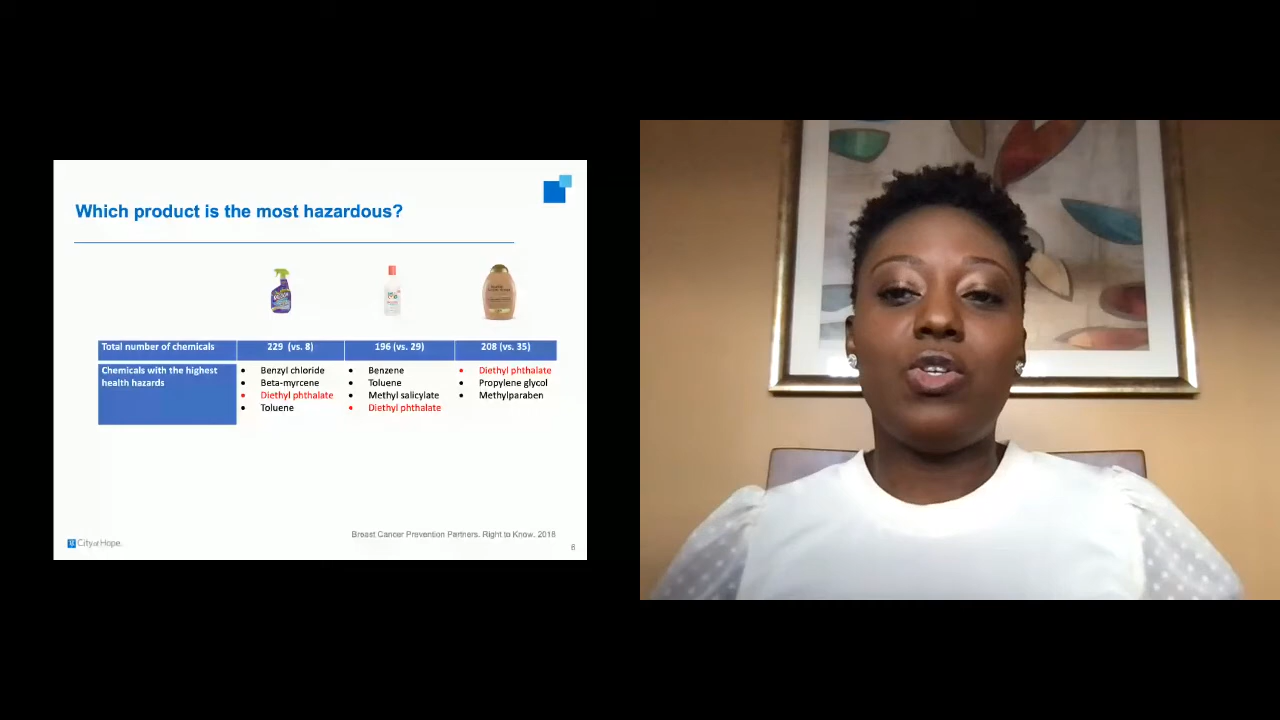 Which product is the most hazardous?
Total number of chemicals
229 (vs. 8)
196 (vs. 29)
208 (vs. 35)
Chemicals with the highest
health hazards
Benzyl chloride
Beta-myrcene
Diethyl phthalate
Toluene
Benzene
Toluene
Methyl salicylate
Diethyl phthalate
Diethyl phthalate
Propylene glycol
Methylparaben
Breast Cancer Prevention Partners. Right to Know. 2018
City of Hope.
6